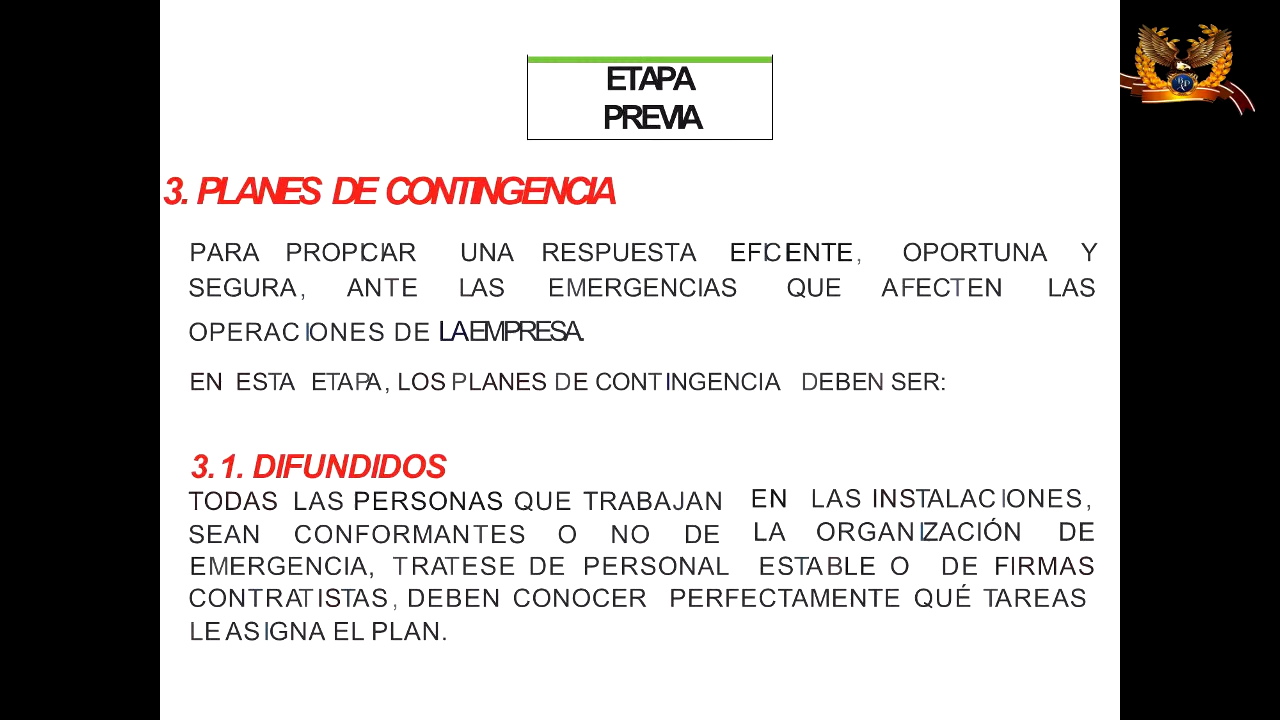 ETAPA
PREVIA
3. PLANES DE CONTINGENCIA
PARA PROPICIAR UNA RESPUESTA EFICENTE, OPORTUNA Y
SEGURA, ANTE LAS EMERGENCIAS QUE AFECTEN LAS
OPERACIONES DE LA EMPRESA.
EN ESTA ETAPA, LOS PLANES DE CONTINGENCIA DEBEN SER:
3.1. DIFUNDIDOS
TODAS LAS PERSONAS QUE TRABAJAN EN LAS INSTALACIONES,
SEAN CONFORMANTES O NO DE LA ORGANIZACIÓN DE
EMERGENCIA, TRATESE DE PERSONAL ESTABLE O DE FIRMAS
CONTRATISTAS, DEBEN CONOCER PERFECTAMENTE QUÉ TAREAS
LE ASIGNA EL PLAN.